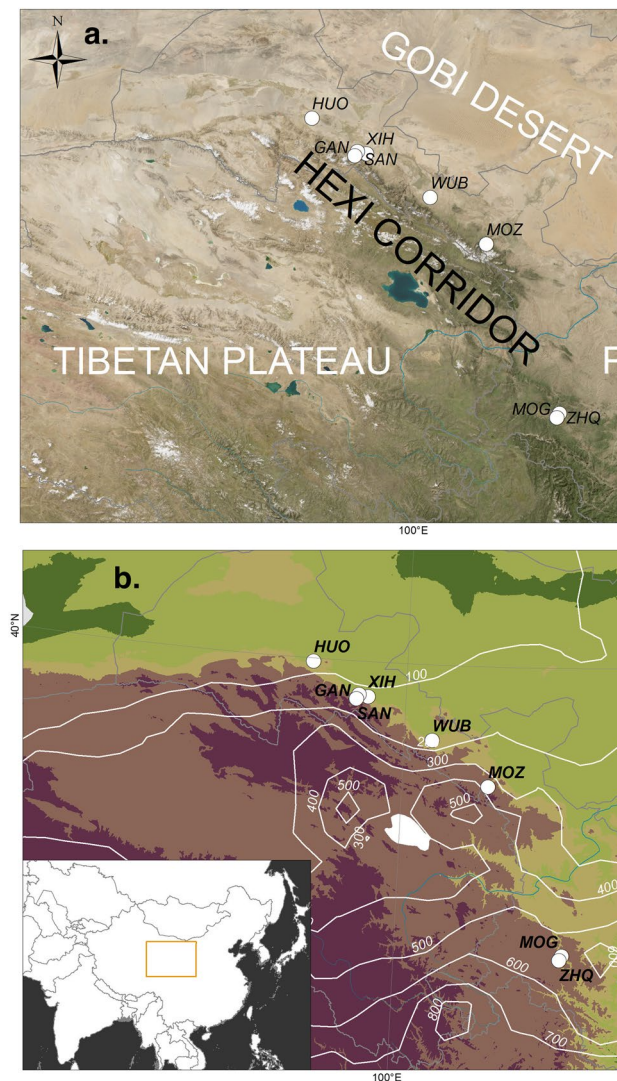 N
a.
GOBI DESERT
HUO
XIH
GAN
SAN
WUB
HEXI CORRIDOR
MOZ
TIBETAN PLATEAU
MOG
ZHQ
100°E
b.
40°N
HUO
100
GAN
XIH
SAN
WUB
300
MOZ
500
400
500
300
400
500
MOG
600
600
ZHQ
800
700
100°E